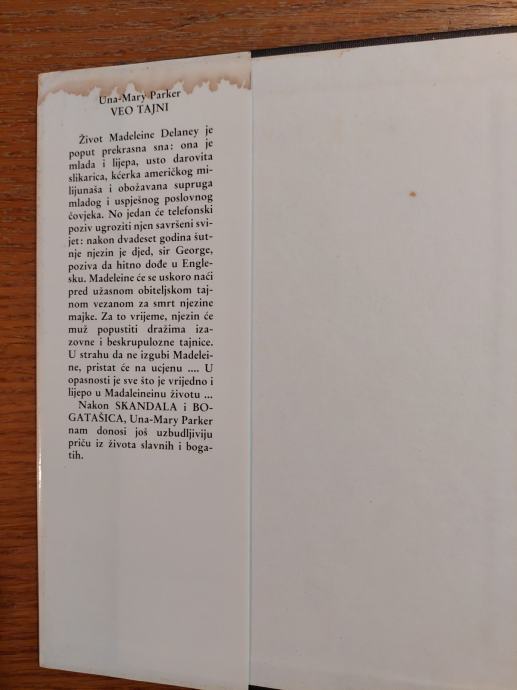 Una-Mary Parker
VEO TAJNI
Život Madeleine Delaney je
poput prekrasna sna: ona je
mlada i lijepa, usto darovita
slikarica, kćerka američkog mi-
lijunaša i obožavana supruga
mladog i uspješnog poslovnog
čovjeka. No jedan će telefonski
poziv ugroziti njen savršeni svi-
jet: nakon dvadeset godina šut-
nje njezin je djed, sir George,
poziva da hitno dođe u Engle-
sku. Madeleine će se uskoro naći
pred užasnom obiteljskom taj-
nom vezanom za smrt njezine
majke. Za to vrijeme, njezin će
muž popustiti dražima iza-
zovne i beskrupulozne tajnice.
U strahu da ne izgubi Madelei-
ne, pristat će na ucjenu .... U
opasnosti je sve što je vrijedno i
lijepo u Madaleineinu životu ...
Nakon SKANDALA i BO-
GATAŠICA, Una-Mary Parker
nam donosi još uzbudljiviju
priču iz života slavnih i boga-
tih.